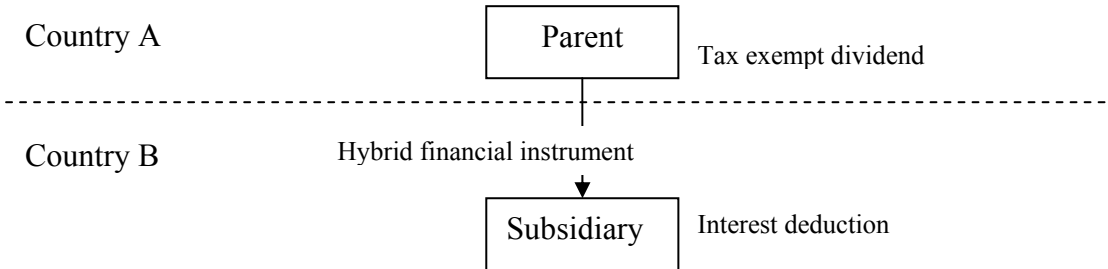 Country A
Parent
Tax exempt dividend
Country B
Hybrid financial instrument
Subsidiary
Interest deduction